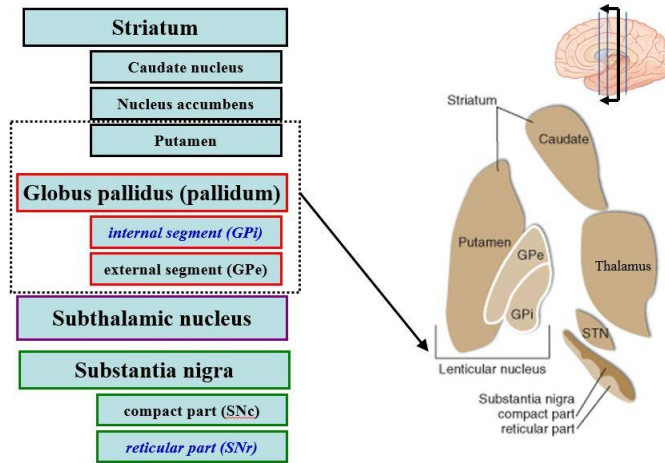 Striatum
Caudate nucleus
Nucleus accumbens
Putamen
Globus pallidus (pallidum)
internal segment (GPi)
external segment (GPe)
Subthalamic nucleus
Substantia nigra
compact part (SNc)
reticular part (SNr)
Striatum
Caudate
Putamen
GPe
GPi
Thalamus
STN
Lenticular nucleus
Substantia nigra
compact part
reticular part